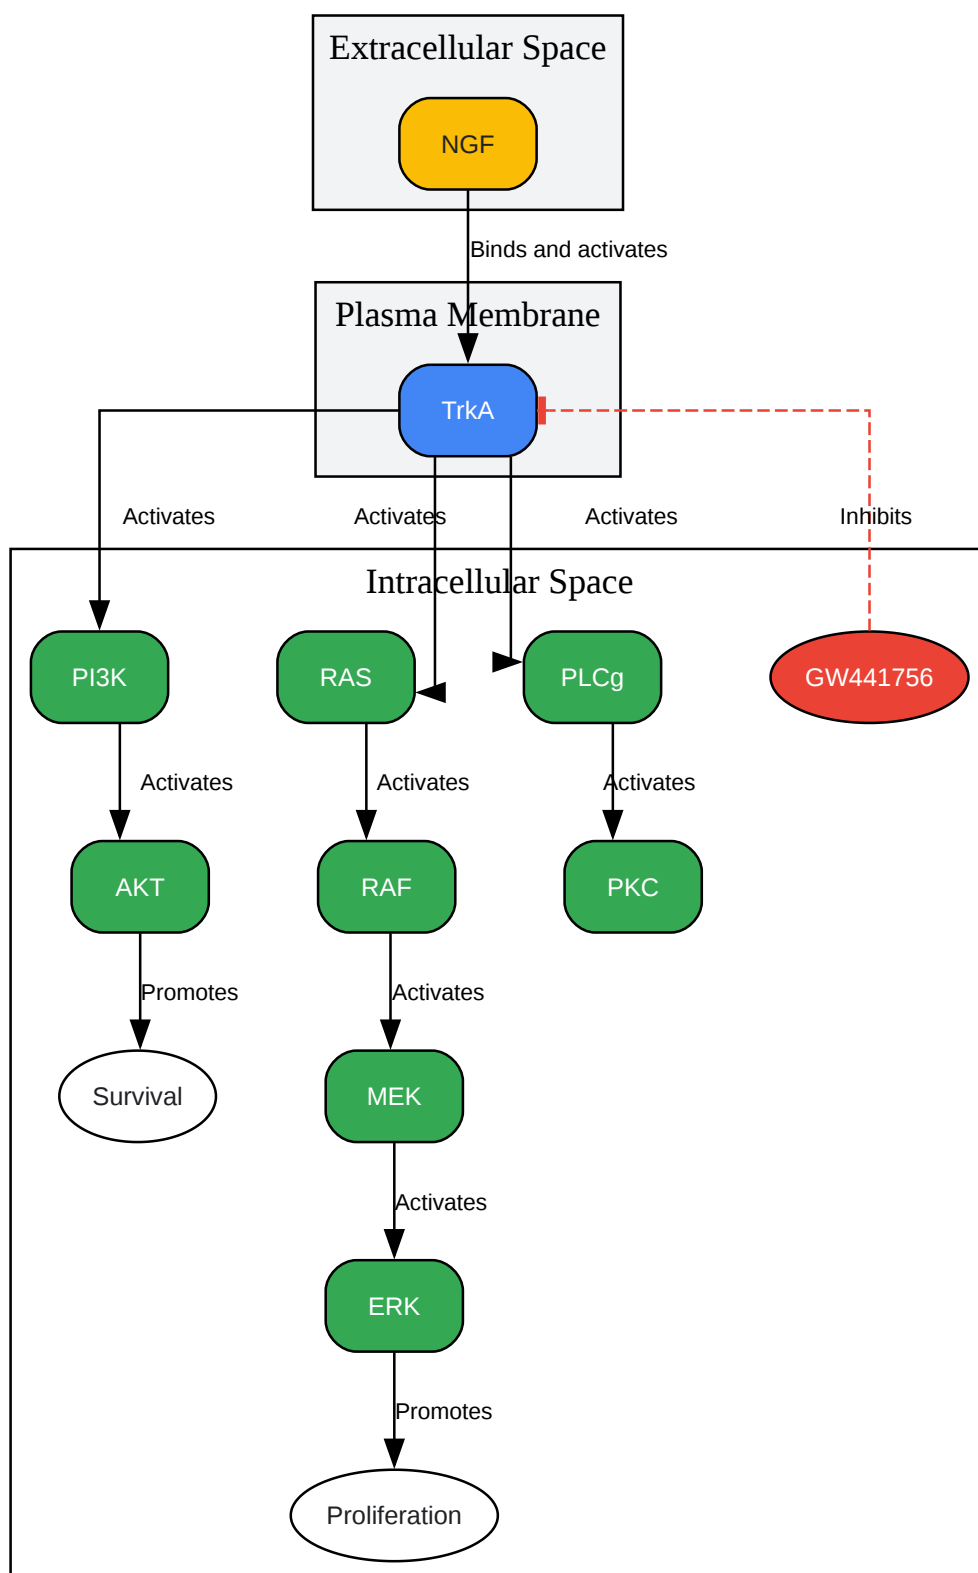 Extracellular Space
NGF
Binds and activates
Plasma Membrane
TrkA
Activates
Activates
Activates
Inhibits
Intracellular Space
PI3K
RAS
PLCg
GW441756
Activates
Activates
Activates
AKT
RAF
PKC
Promotes
Activates
Survival
MEK
Activates
ERK
Promotes
Proliferation